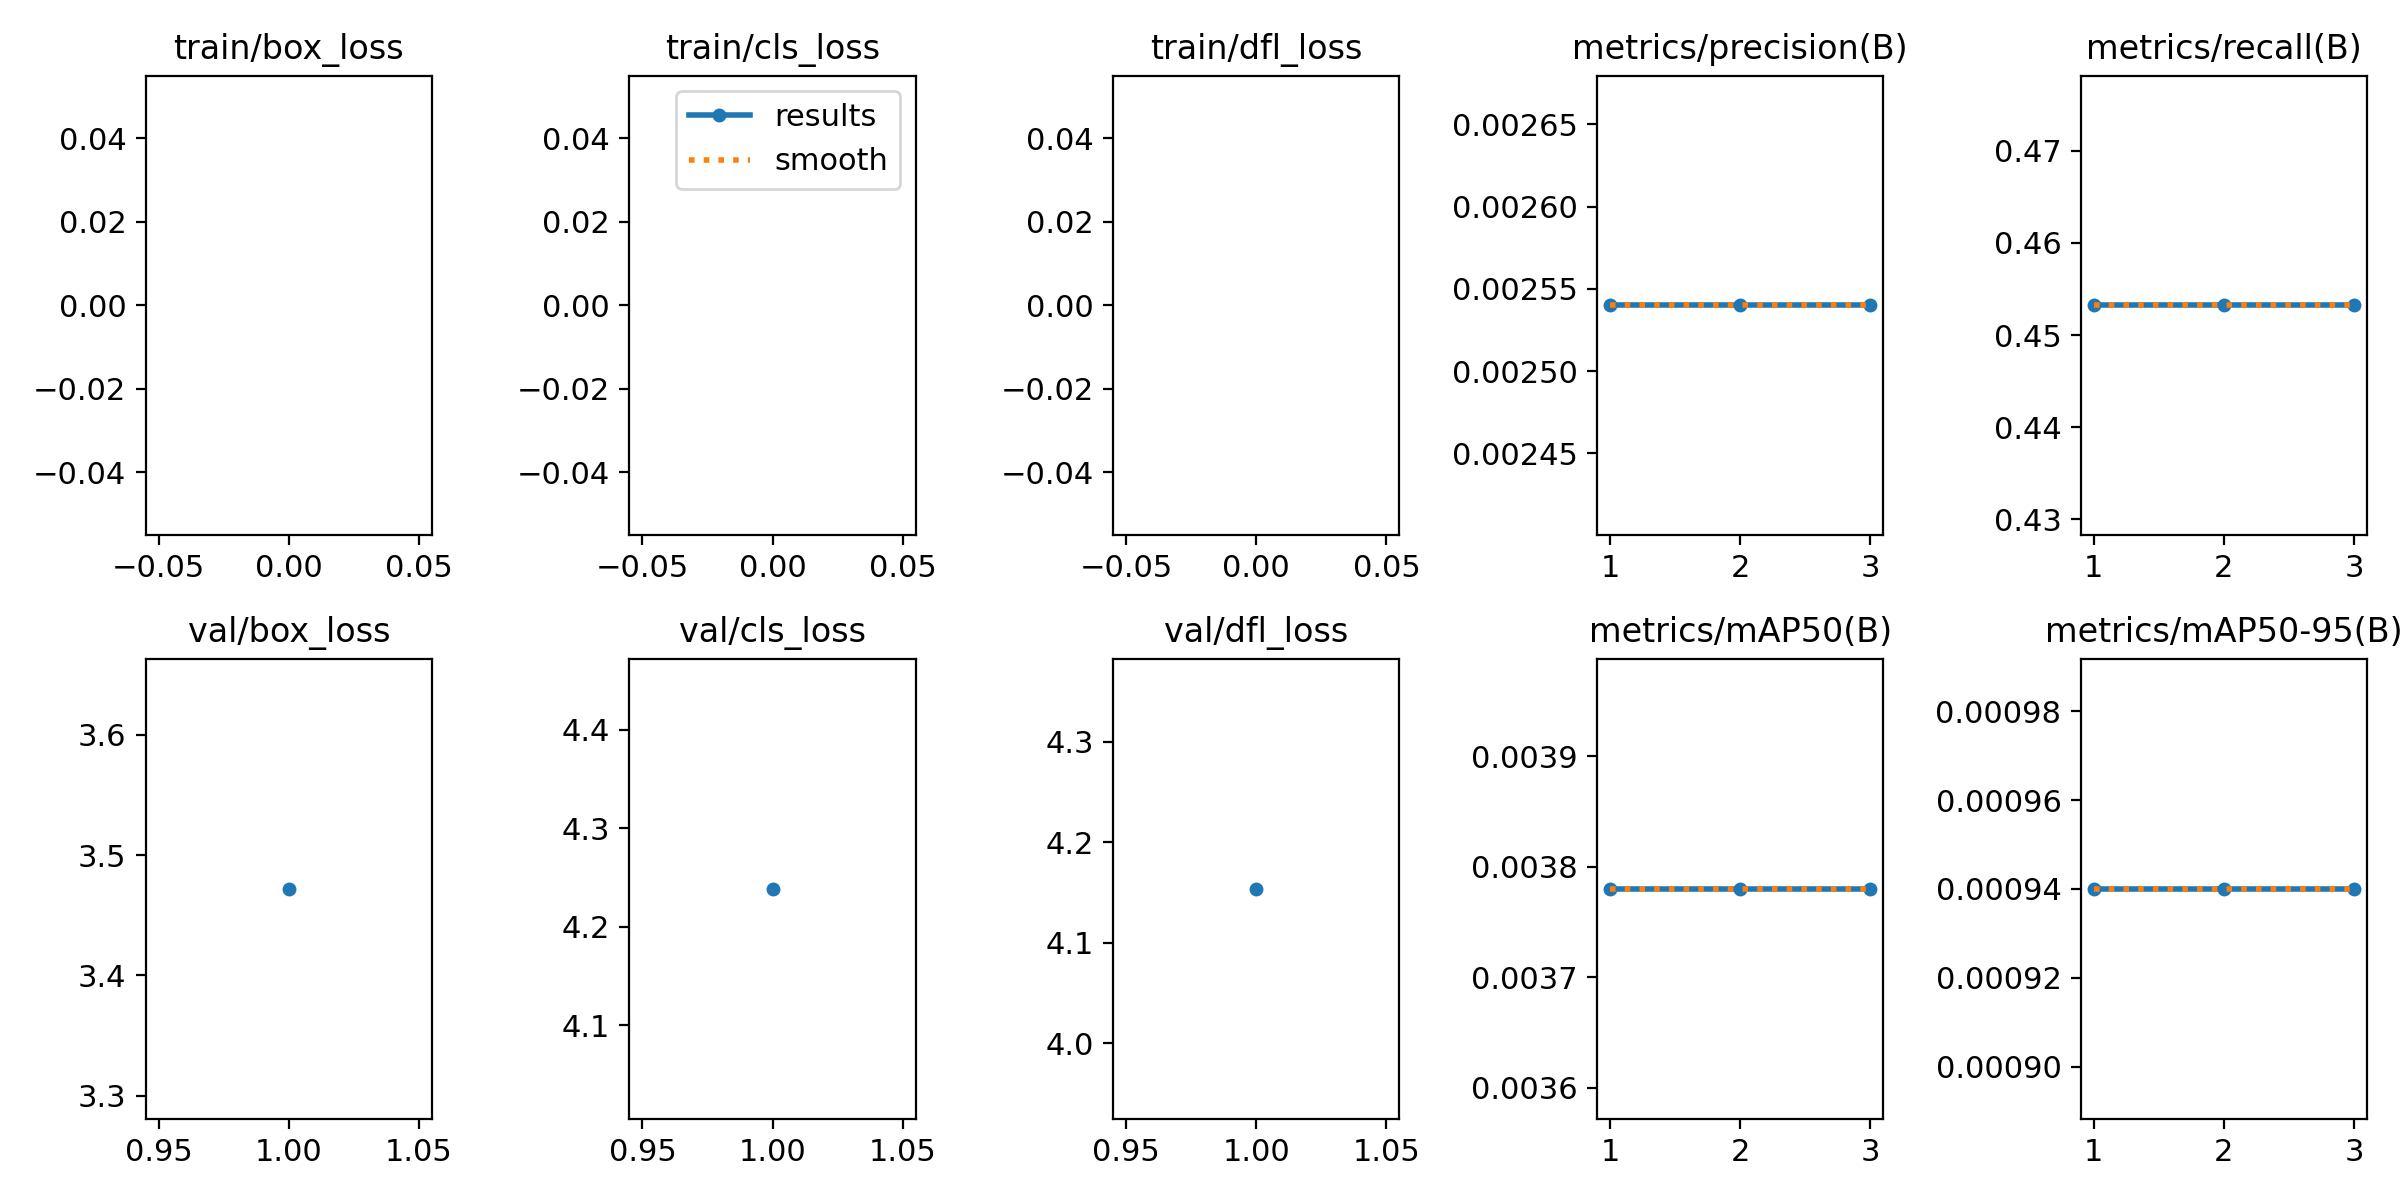 train/box_loss
0.04
0.02
0.00
−0.02
−0.04
−0.05 0.00 0.05
train/cls_loss
results
smooth
0.04
0.02
0.00
−0.02
−0.04
−0.05 0.00 0.05
train/dfl_loss
0.04
0.02
0.00
−0.02
−0.04
−0.05 0.00 0.05
metrics/precision(B)
0.00265
0.00260
0.00255
0.00250
0.00245
1 2 3
metrics/recall(B)
0.47
0.46
0.45
0.44
0.43
1 2 3
val/box_loss
3.6
3.5
3.4
3.3
0.95 1.00 1.05
val/cls_loss
4.4
4.3
4.2
4.1
0.95 1.00 1.05
val/dfl_loss
4.3
4.2
4.1
4.0
0.95 1.00 1.05
metrics/mAP50(B)
0.0039
0.0038
0.0037
0.0036
1 2 3
metrics/mAP50-95(B)
0.00098
0.00096
0.00094
0.00092
0.00090
1 2 3